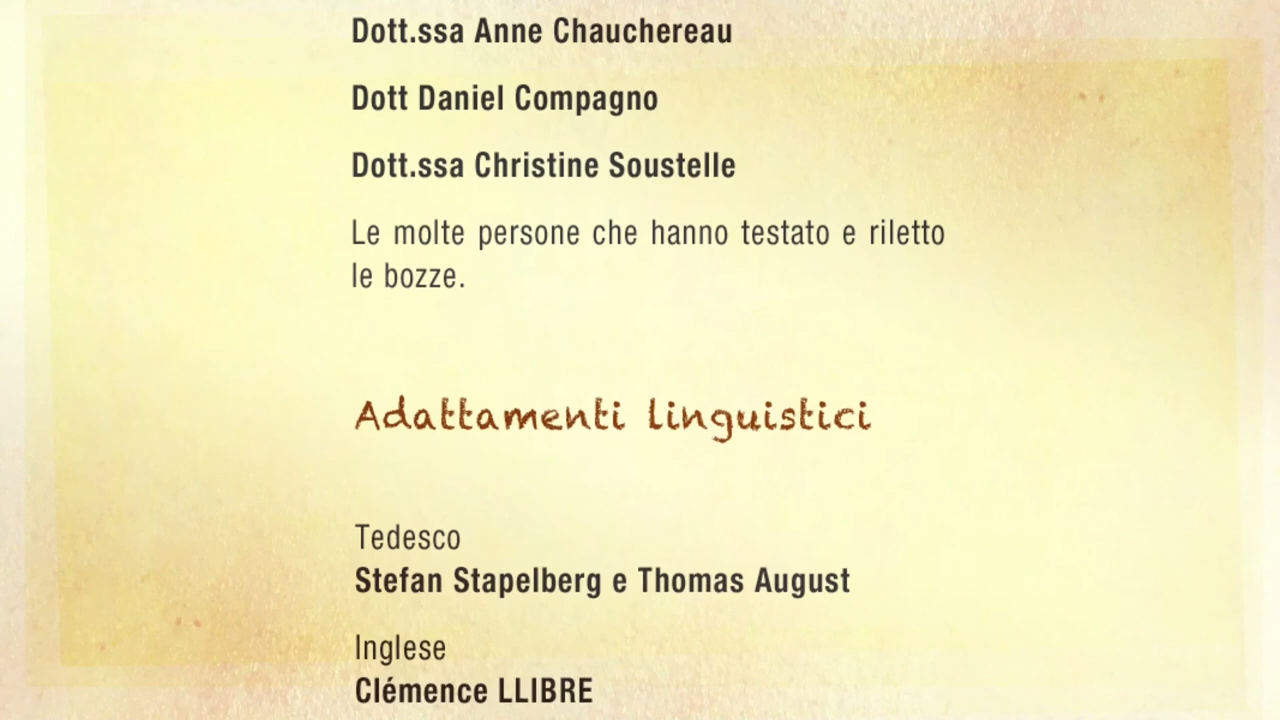 Dott.ssa Anne Chauchereau
Dott Daniel Compagno
Dott.ssa Christine Soustelle
Le molte persone che hanno testato e riletto
le bozze.
Adattamenti linguistici
Tedesco
Stefan Stapelberg e Thomas August
Inglese
Clémence LLIBRE